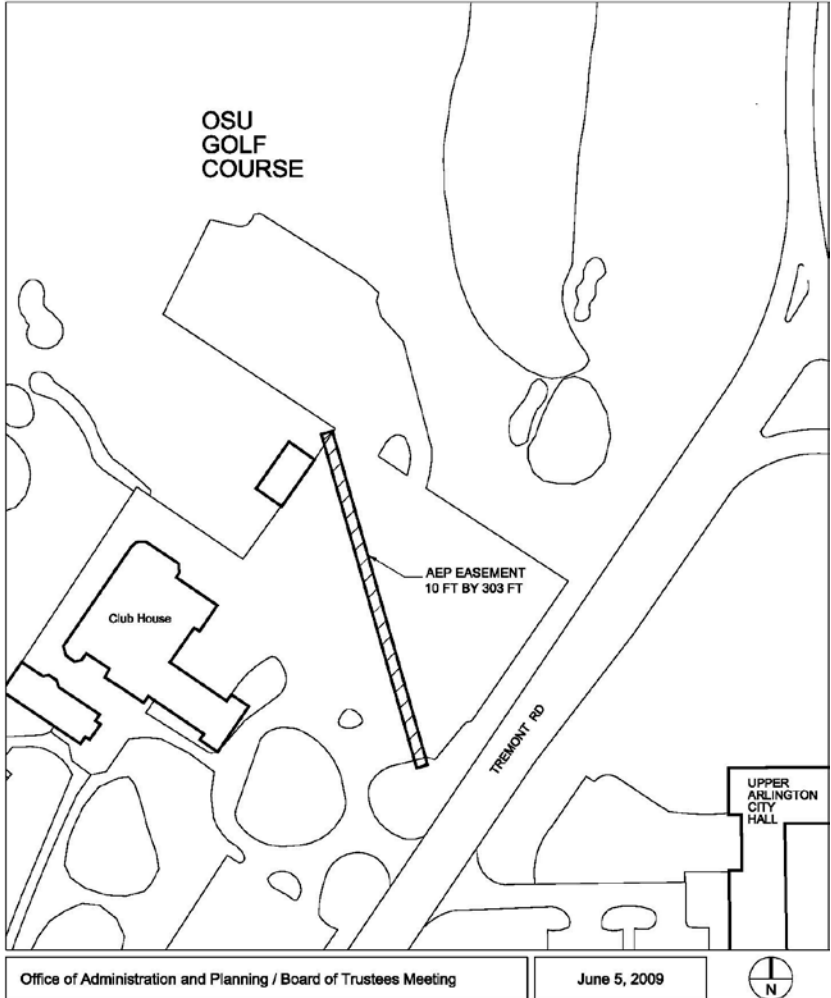 OSU
GOLF
COURSE
AEP EASEMENT
10 FT BY 303 FT
Club House
TREMONT RD
UPPER
ARLINGTON
CITY
HALL
Office of Administration and Planning / Board of Trustees Meeting
June 5, 2009
N